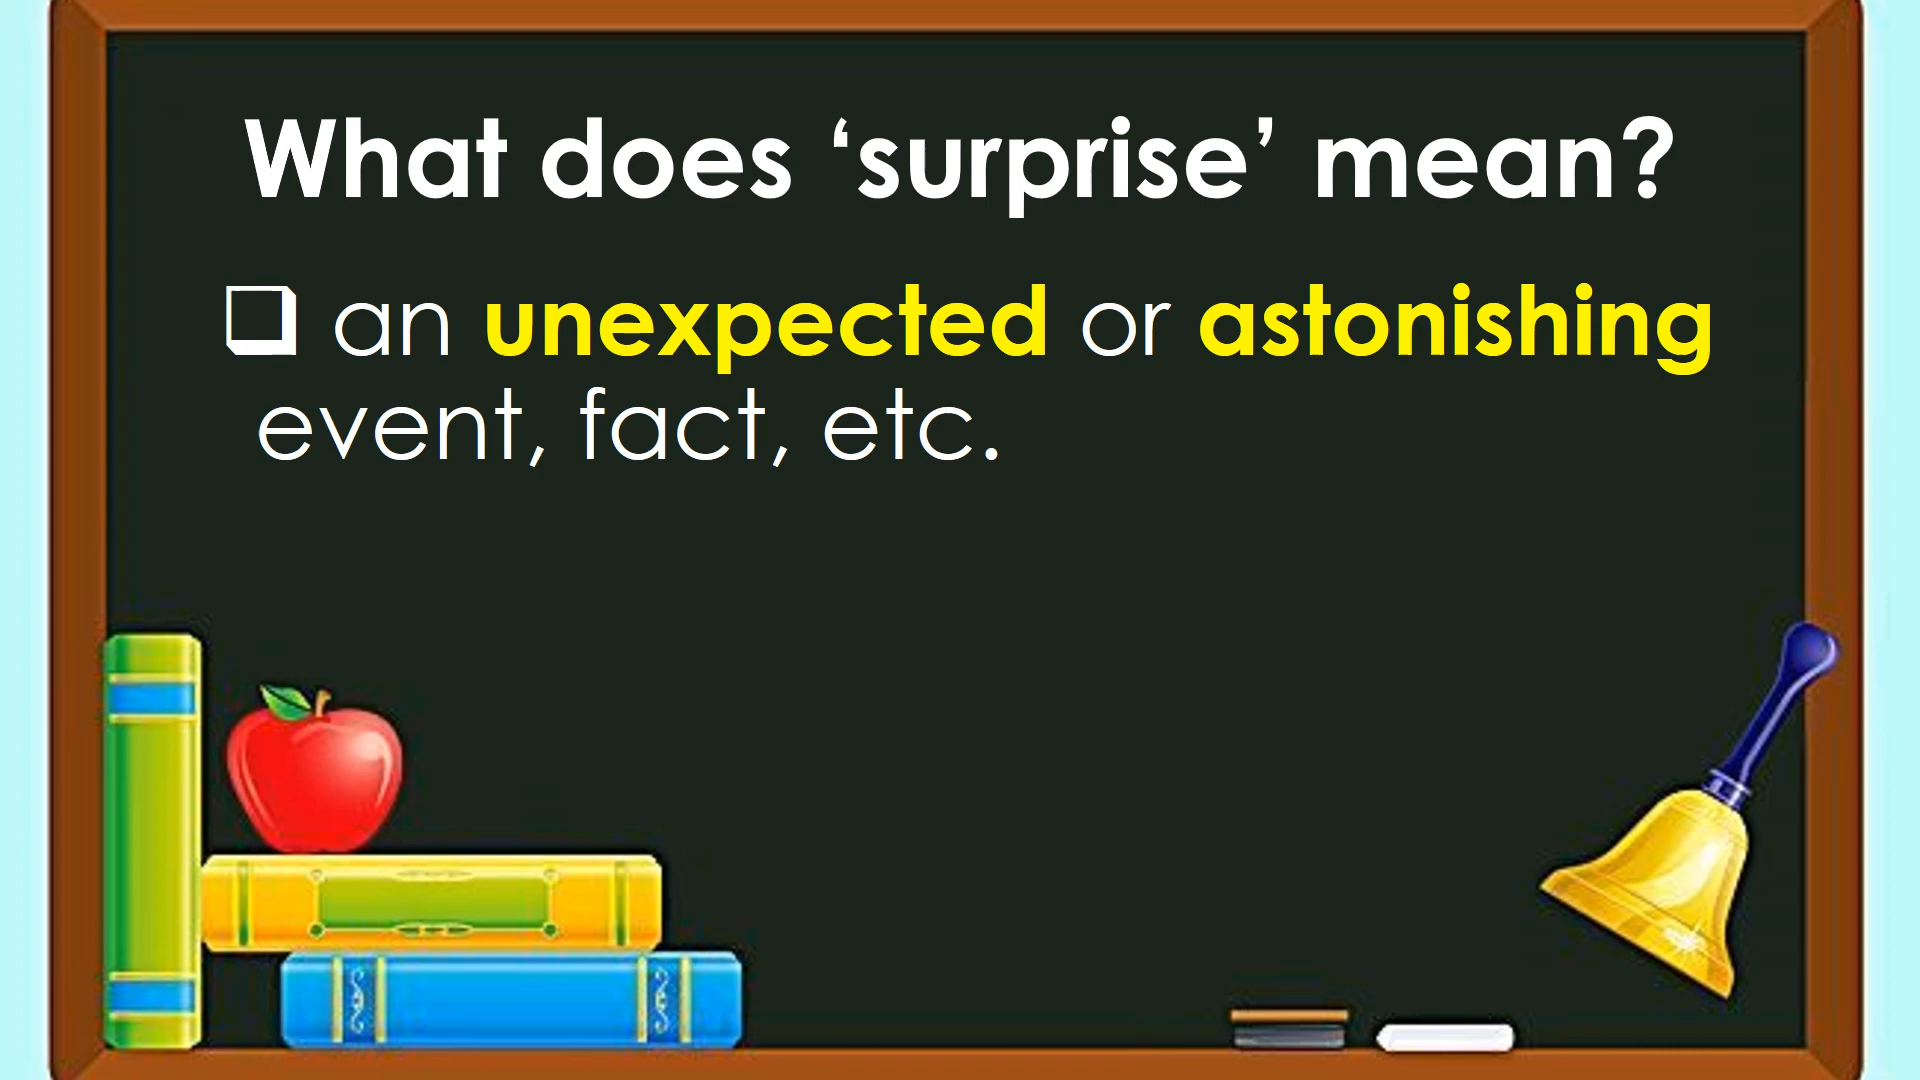 What does ‘surprise’ mean?
❑ an unexpected or astonishing
event, fact, etc.